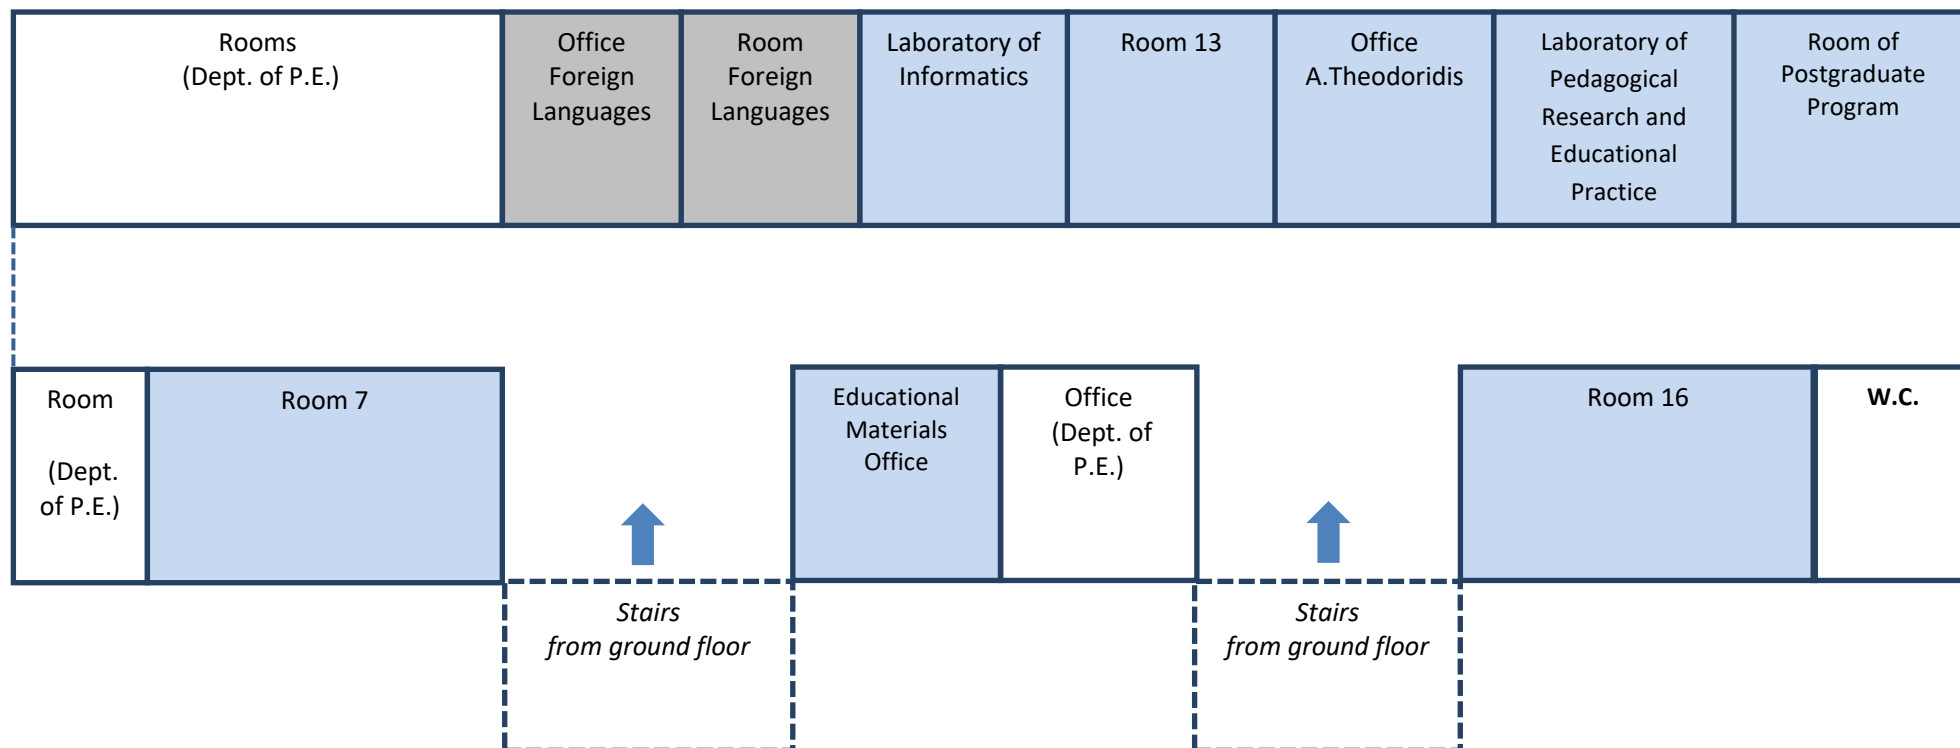 Rooms
(Dept. of P.E.)
Office
Foreign
Languages
Room
Foreign
Languages
Laboratory of
Informatics
Room 13
Office
A.Theodoridis
Laboratory of
Pedagogical
Research and
Educational
Practice
Room of
Postgraduate
Program
Room
(Dept.
of P.E.)
Room 7
Educational
Materials
Office
Office
(Dept. of
P.E.)
Room 16
W.C.
Stairs
from ground floor
Stairs
from ground floor